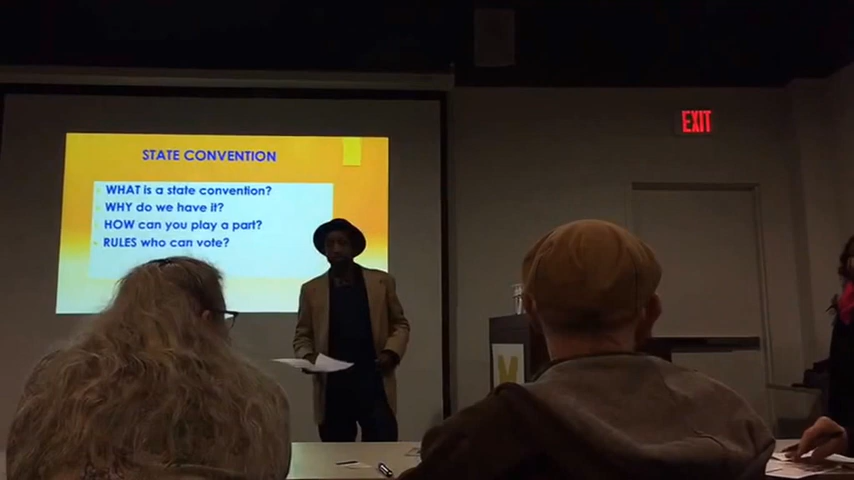 STATE CONVENTION
WHAT is a state convention?
WHY do we have it?
HOW can you play a part?
RULES who can vote?
EXIT